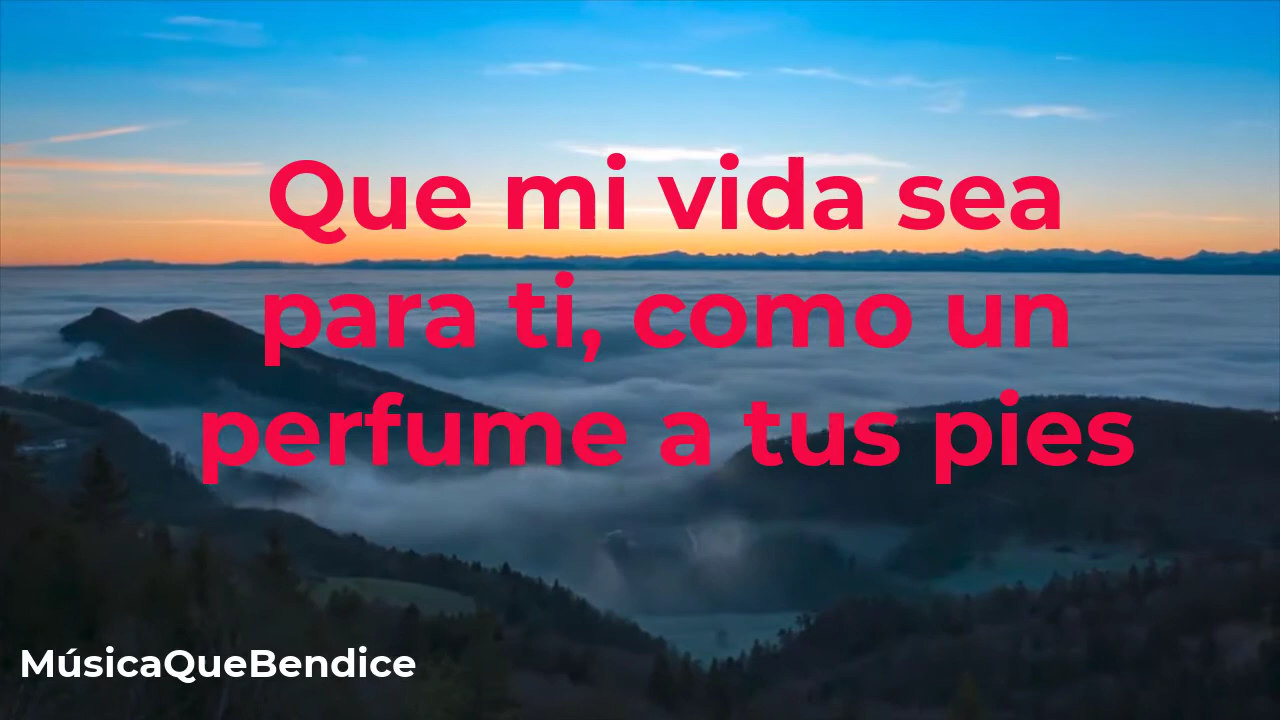 Que mi vida sea
para ti, como un
perfume a tus pies
MúsicaQueBendice